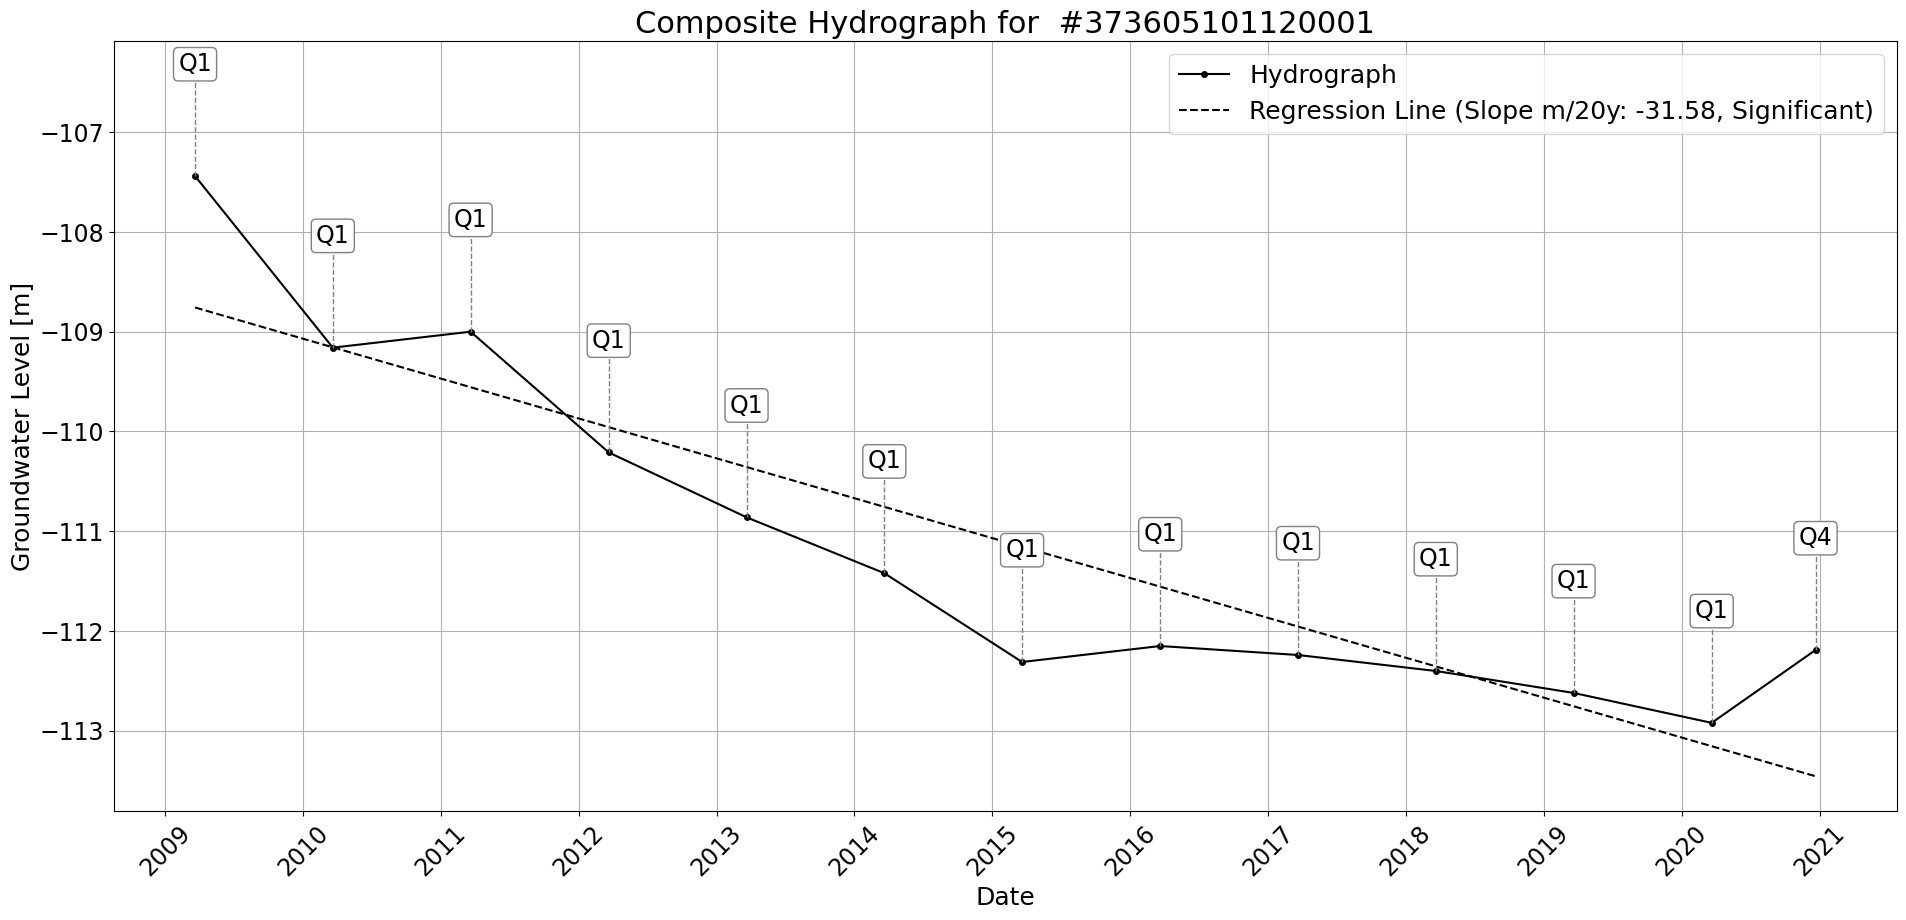 Composite Hydrograph for  #373605101120001
Hydrograph
Regression Line (Slope m/20y: -31.58, Significant)
Groundwater Level [m]
−107
−108
−109
−110
−111
−112
−113
Q1
Q1
Q1
Q1
Q1
Q1
Q1
Q1
Q1
Q1
Q1
Q1
Q4
2009
2010
2011
2012
2013
2014
2015
2016
2017
2018
2019
2020
2021
Date